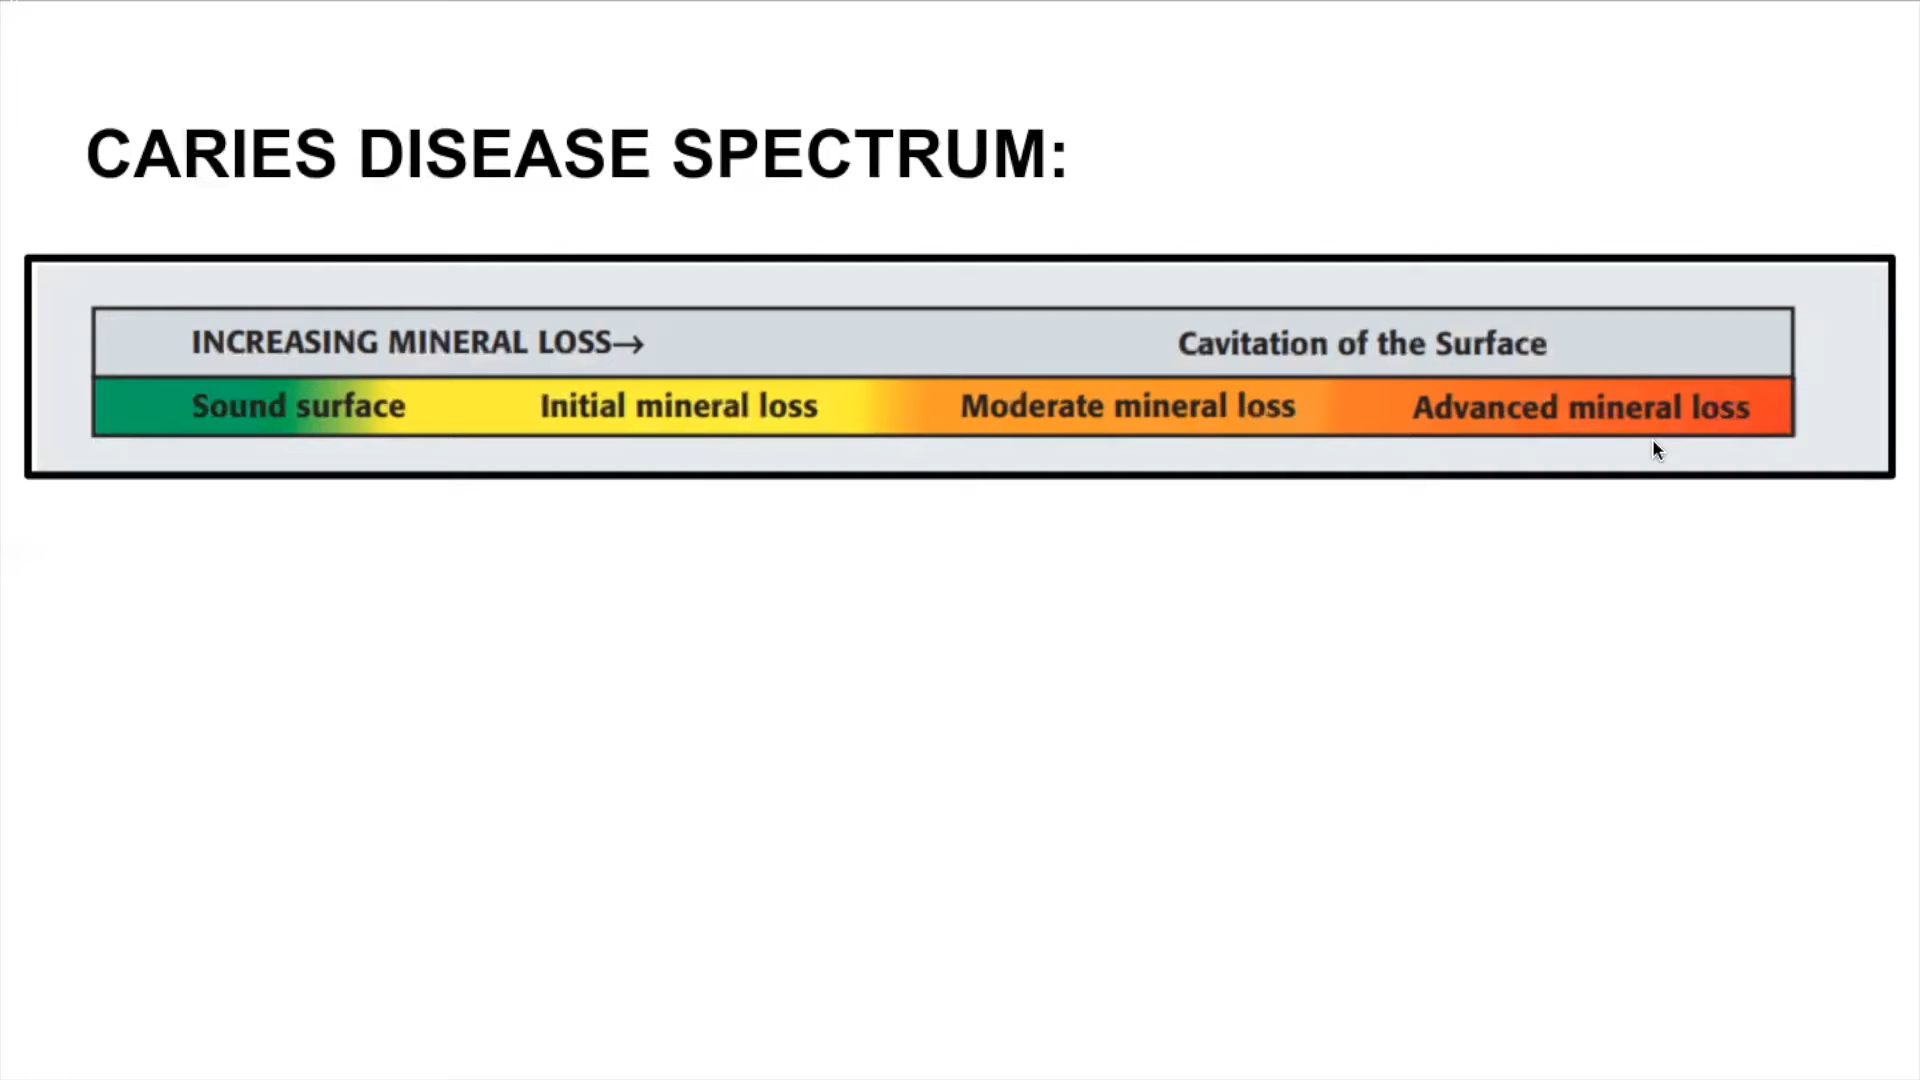 CARIES DISEASE SPECTRUM:
INCREASING MINERAL LOSS→ Cavitation of the Surface
Sound surface Initial mineral loss Moderate mineral loss Advanced mineral loss